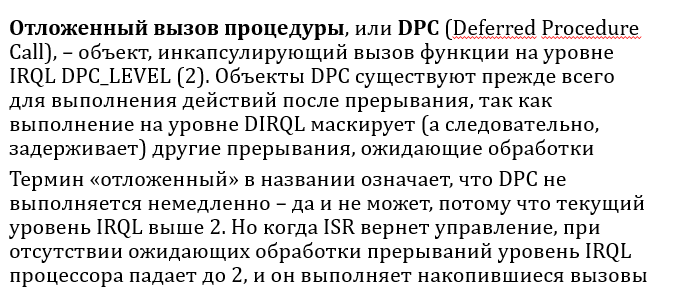 Отложенный вызов процедуры, или DPC (Deferred Procedure
Call), – объект, инкапсулирующий вызов функции на уровне
IRQL DPC_LEVEL (2). Объекты DPC существуют прежде всего
для выполнения действий после прерывания, так как
выполнение на уровне DIRQL маскирует (а следовательно,
задерживает) другие прерывания, ожидающие обработки
Термин «отложенный» в названии означает, что DPC не
выполняется немедленно – да и не может, потому что текущий
уровень IRQL выше 2. Но когда ISR вернет управление, при
отсутствии ожидающих обработки прерываний уровень IRQL
процессора падает до 2, и он выполняет накопившиеся вызовы